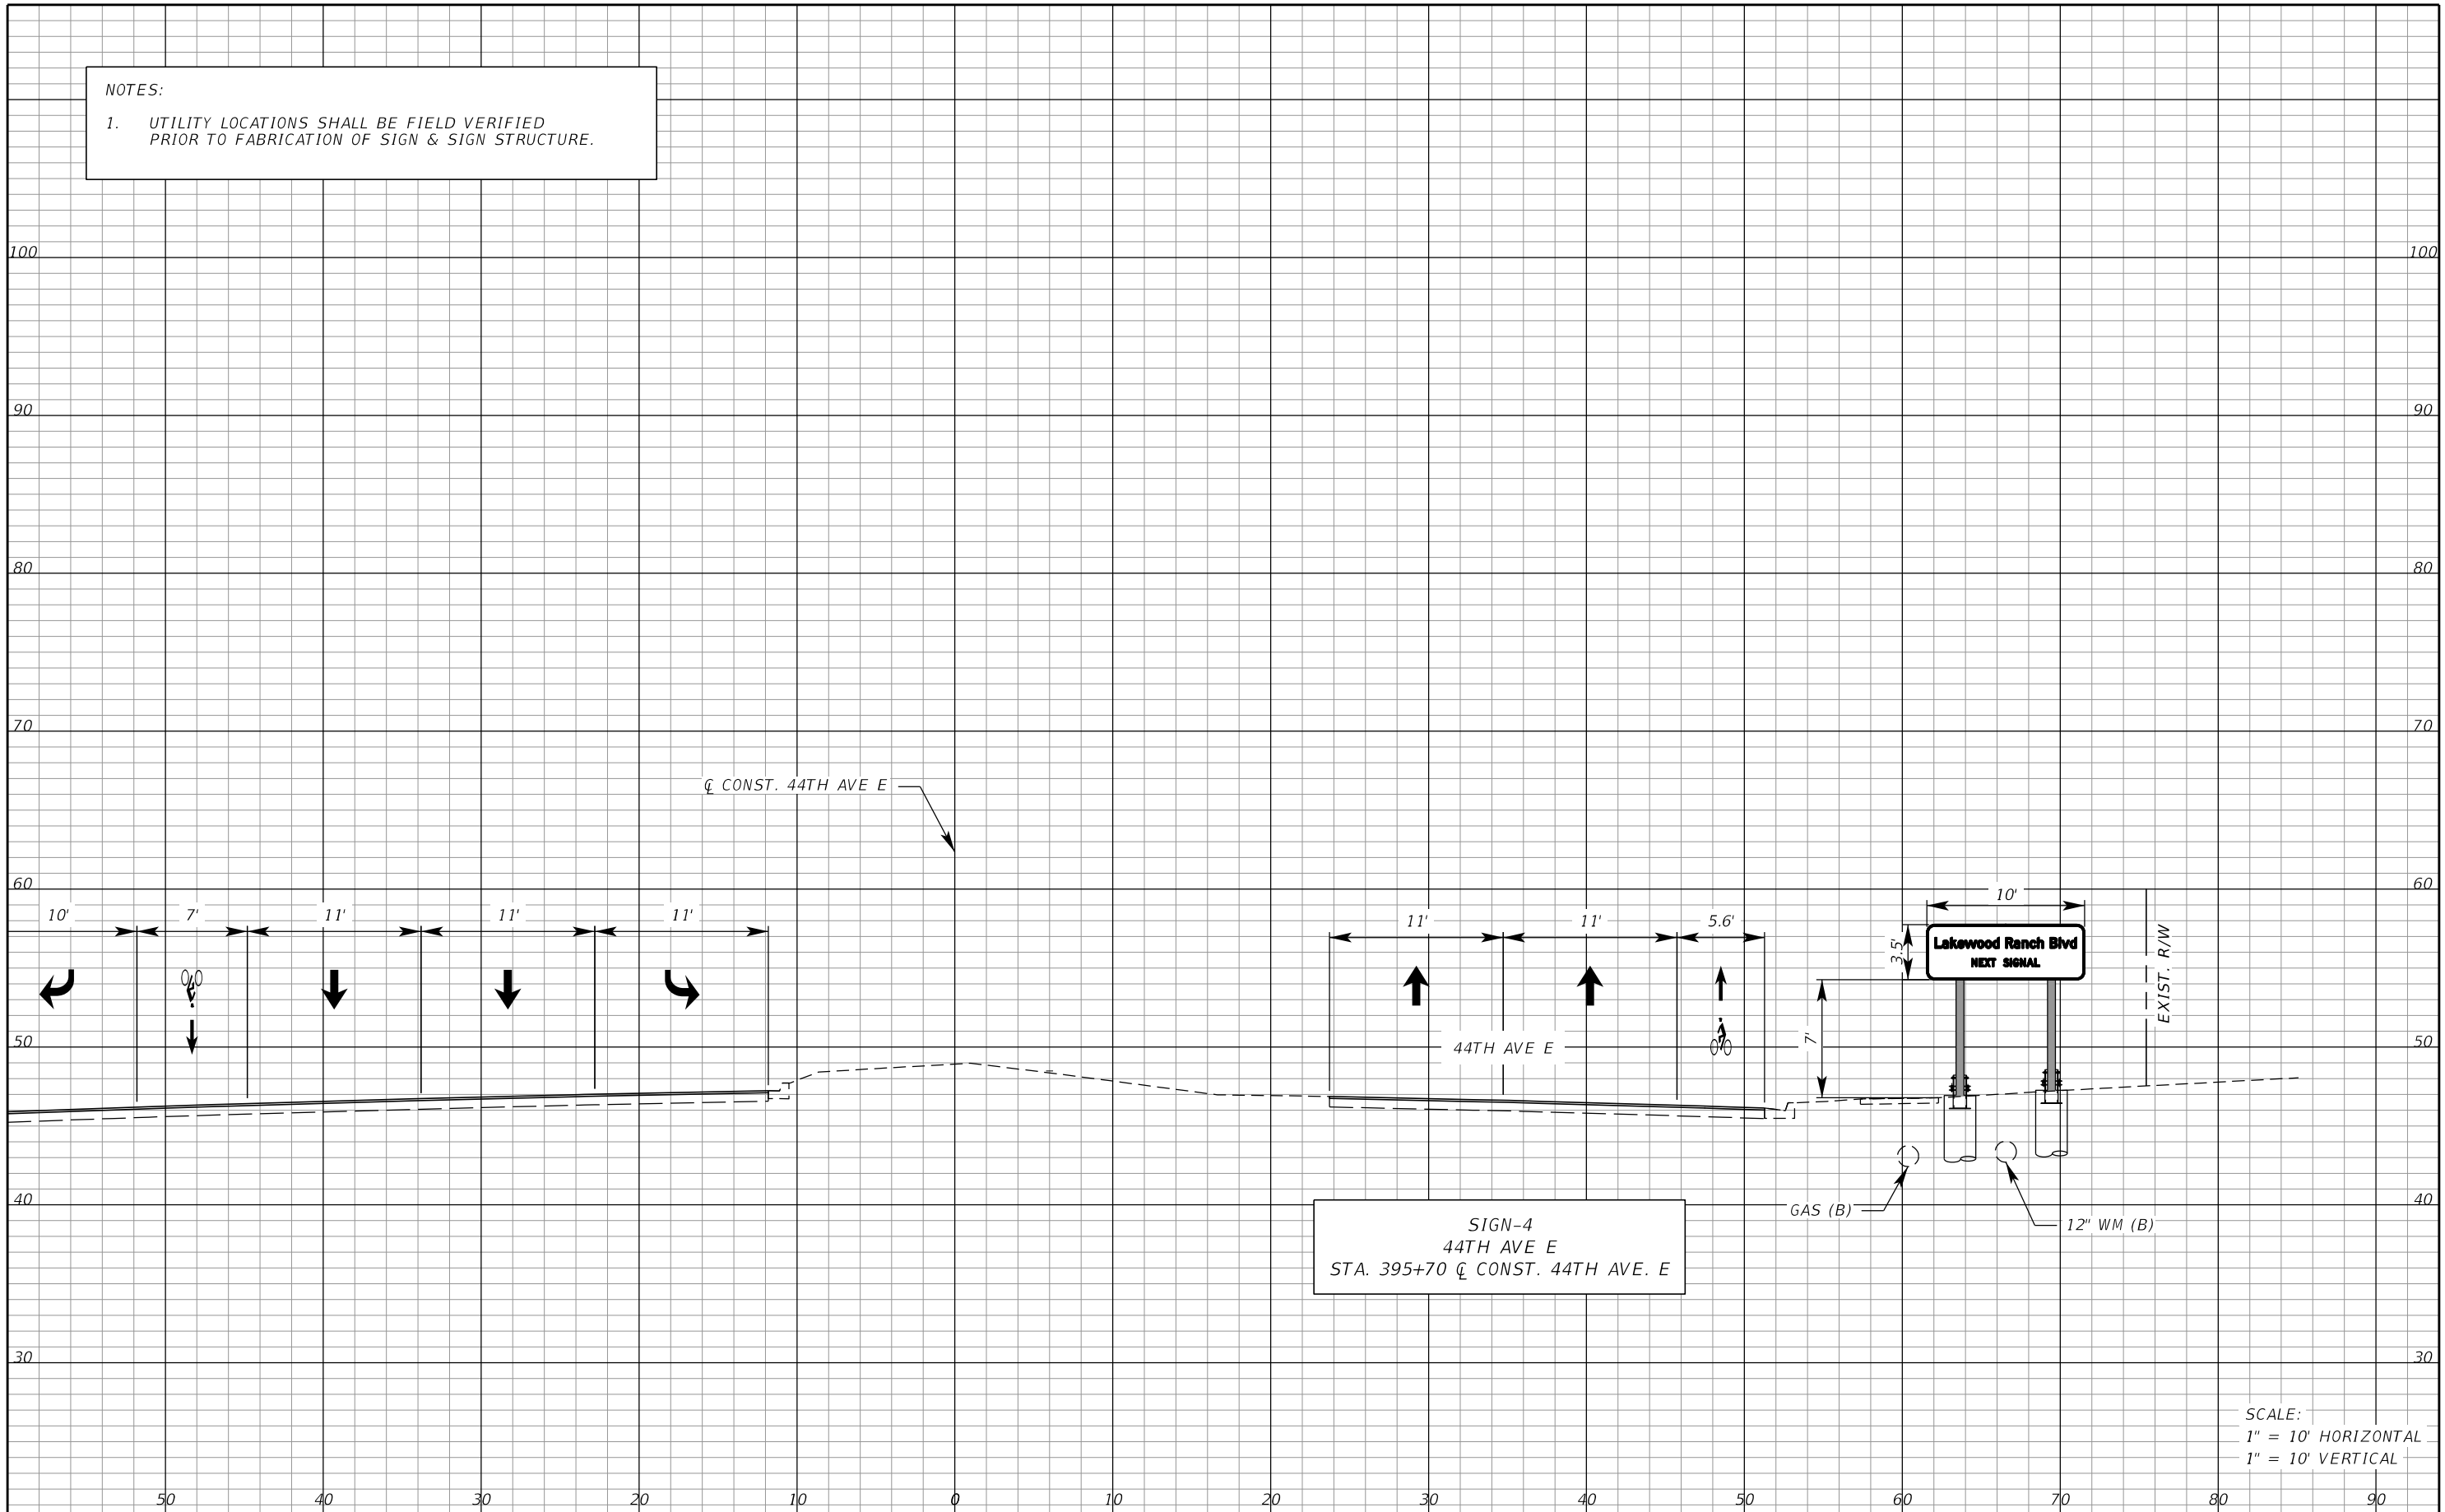 NOTES:
1. UTILITY LOCATIONS SHALL BE FIELD VERIFIED
PRIOR TO FABRICATION OF SIGN & SIGN STRUCTURE.
100 100
90 90
80 80
70 70
℄ CONST. 44TH AVE E
60 60
10' 7' 11' 11' 11'
11' 11' 5.6'
10'
3.5'
Lakewood Ranch Blvd
NEXT SIGNAL
EXIST. R/W
7'
50 50
44TH AVE E
40 40
GAS (B)
12" WM (B)
SIGN-4
44TH AVE E
STA. 395+70 ℄ CONST. 44TH AVE. E
30 30
SCALE:
1" = 10' HORIZONTAL
1" = 10' VERTICAL
50 40 30 20 10 0 10 20 30 40 50 60 70 80 90